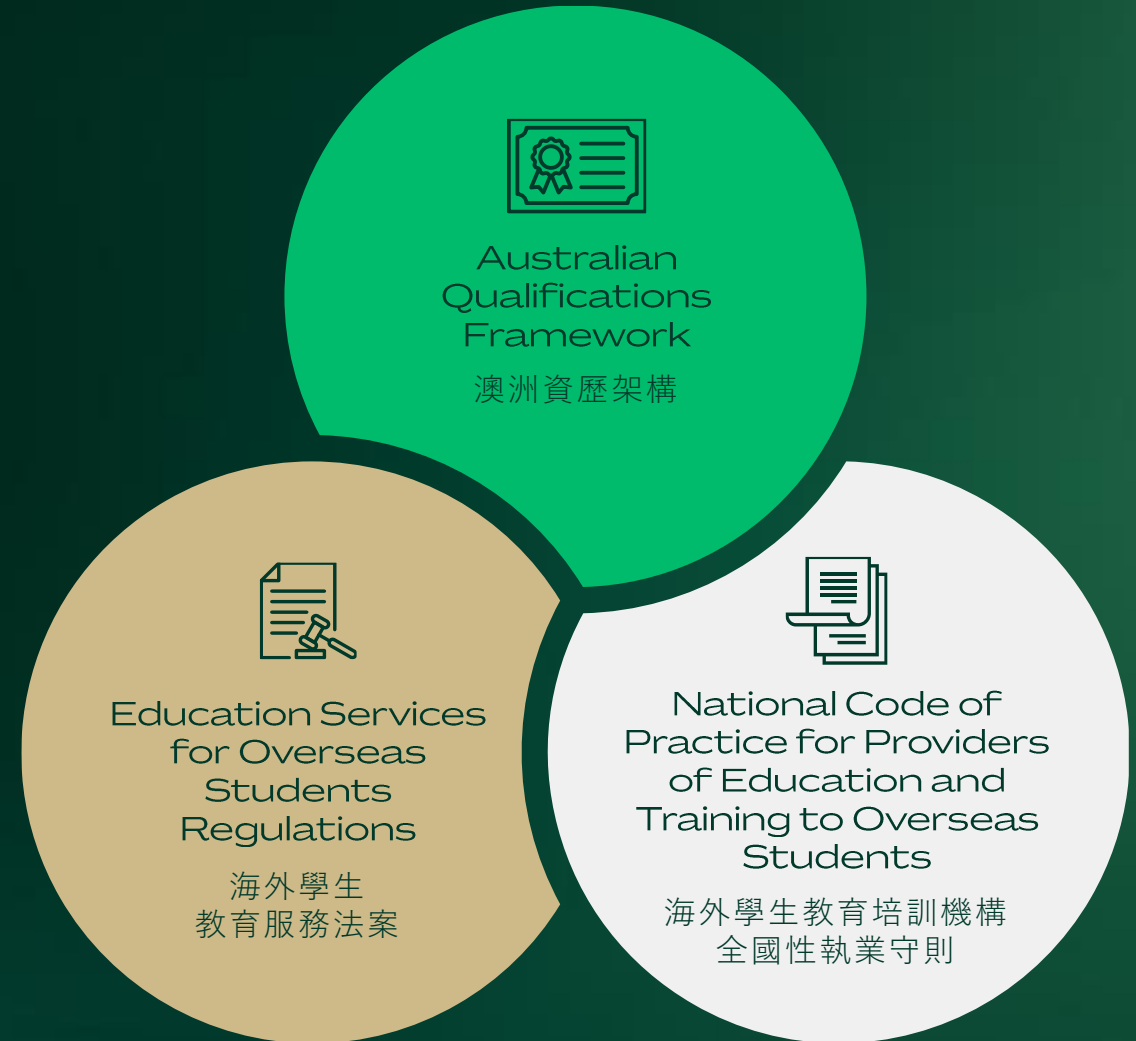 Australian
Qualifications
Framework
澳洲資歷架構
Education Services
for Overseas
Students
Regulations
海外學生
教育服務法案
National Code of
Practice for Providers
of Education and
Training to Overseas
Students
海外學生教育培訓機構
全國性執業守則